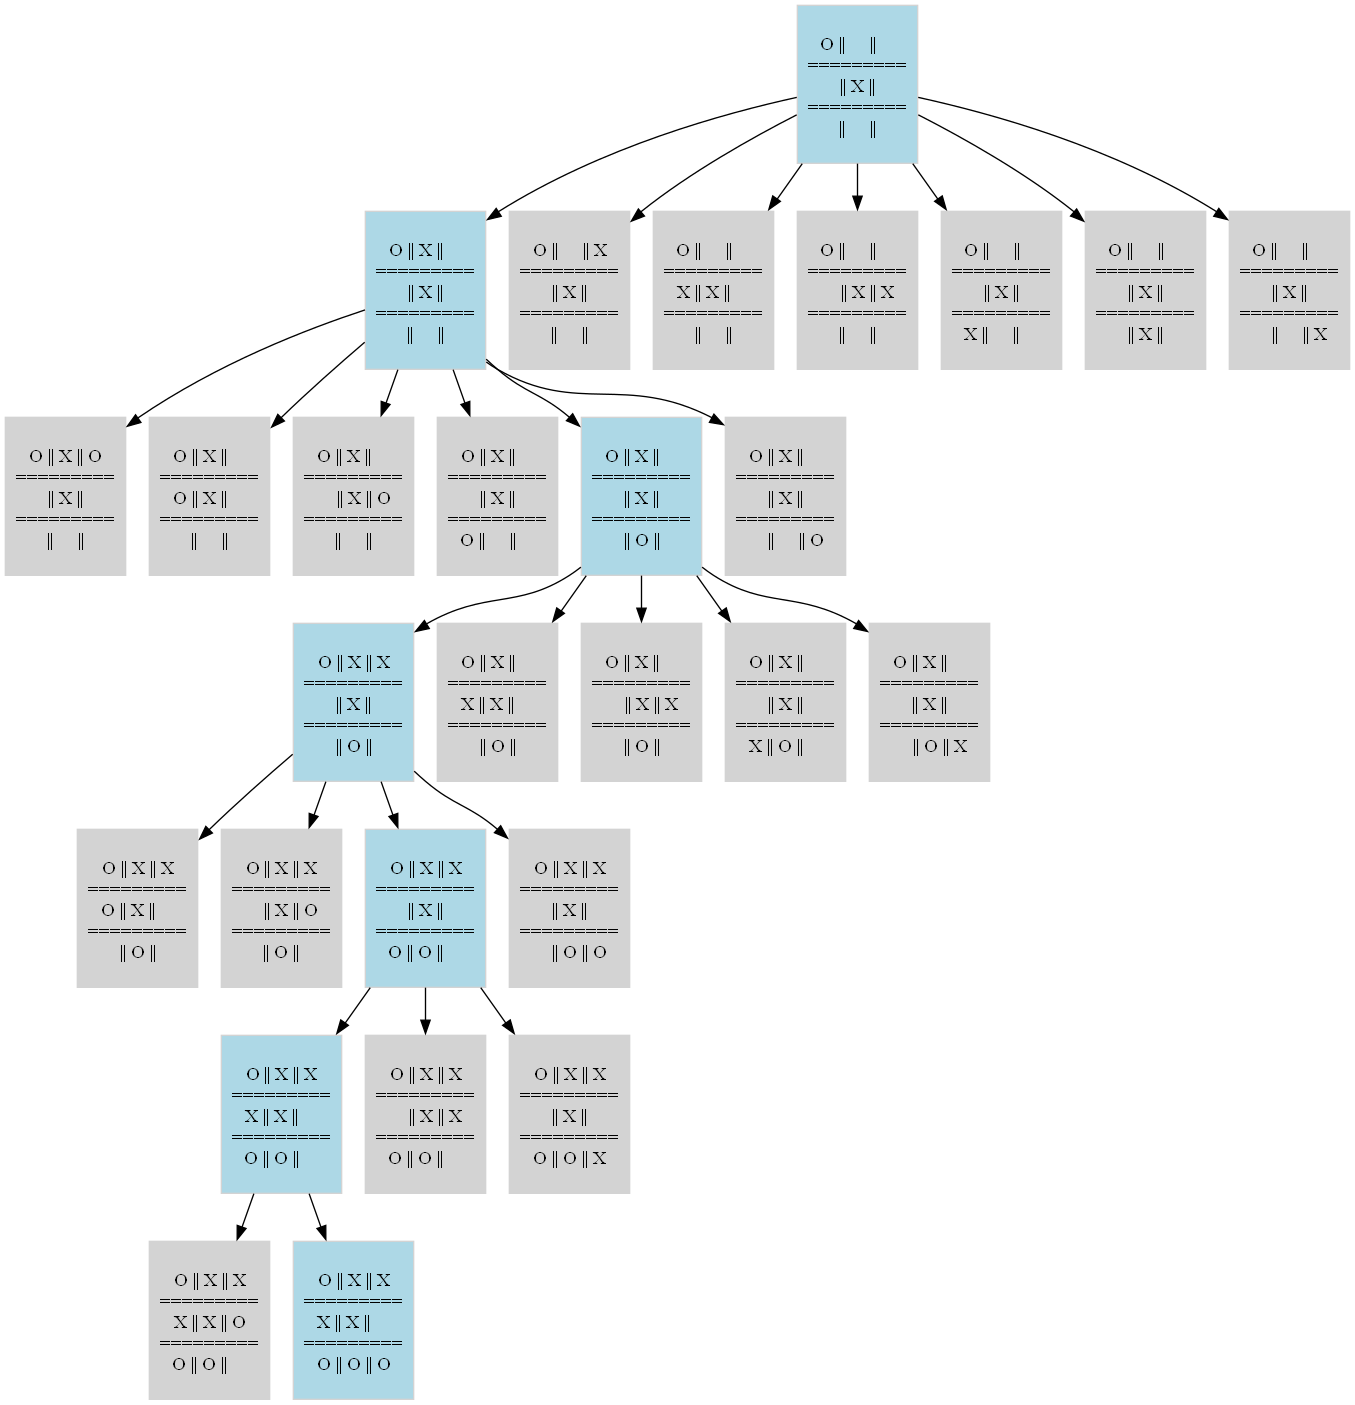 O ‖ ‖
=========
‖ X ‖
=========
‖ ‖
O ‖ X ‖
=========
‖ X ‖
=========
‖ ‖
O ‖ ‖ X
=========
‖ X ‖
=========
‖ ‖
O ‖ ‖
=========
X ‖ X ‖
=========
‖ ‖
O ‖ ‖
=========
‖ X ‖ X
=========
‖ ‖
O ‖ ‖
=========
‖ X ‖
=========
X ‖ ‖
O ‖ ‖
=========
‖ X ‖
=========
‖ X ‖
O ‖ ‖
=========
‖ X ‖
=========
‖ ‖ X
O ‖ X ‖ O
=========
‖ X ‖
=========
‖ ‖
O ‖ X ‖
=========
O ‖ X ‖
=========
‖ ‖
O ‖ X ‖
=========
‖ X ‖ O
=========
‖ ‖
O ‖ X ‖
=========
‖ X ‖
=========
O ‖ ‖
O ‖ X ‖
=========
‖ X ‖
=========
‖ O ‖
O ‖ X ‖
=========
‖ X ‖
=========
‖ ‖ O
O ‖ X ‖ X
=========
‖ X ‖
=========
‖ O ‖
O ‖ X ‖
=========
X ‖ X ‖
=========
‖ O ‖
O ‖ X ‖
=========
‖ X ‖ X
=========
‖ O ‖
O ‖ X ‖
=========
‖ X ‖
=========
X ‖ O ‖
O ‖ X ‖
=========
‖ X ‖
=========
‖ O ‖ X
O ‖ X ‖ X
=========
O ‖ X ‖
=========
‖ O ‖
O ‖ X ‖ X
=========
‖ X ‖ O
=========
‖ O ‖
O ‖ X ‖ X
=========
‖ X ‖
=========
O ‖ O ‖
O ‖ X ‖ X
=========
‖ X ‖
=========
‖ O ‖ O
O ‖ X ‖ X
=========
X ‖ X ‖
=========
O ‖ O ‖
O ‖ X ‖ X
=========
‖ X ‖ X
=========
O ‖ O ‖
O ‖ X ‖ X
=========
‖ X ‖
=========
O ‖ O ‖ X
O ‖ X ‖ X
=========
X ‖ X ‖ O
=========
O ‖ O ‖
O ‖ X ‖ X
=========
X ‖ X ‖
=========
O ‖ O ‖ O